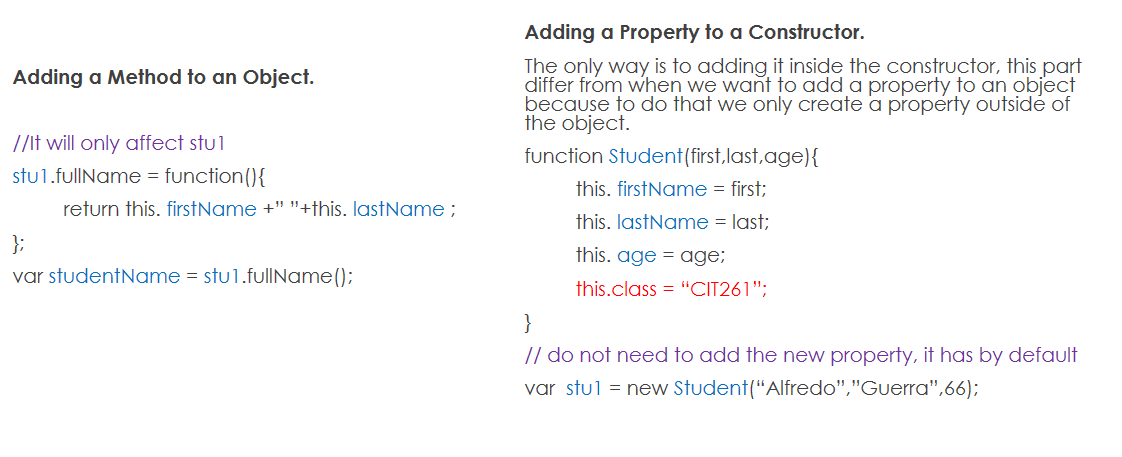 Adding a Method to an Object.
//It will only affect stu1
stu1.fullName = function(){
return this. firstName +” ”+this. lastName ;
};
var studentName = stu1.fullName();
Adding a Property to a Constructor.
The only way is to adding it inside the constructor, this part
differ from when we want to add a property to an object
because to do that we only create a property outside of
the object.
function Student(first,last,age){
this. firstName = first;
this. lastName = last;
this. age = age;
this.class = “CIT261”;
}
// do not need to add the new property, it has by default
var  stu1 = new Student(“Alfredo”,”Guerra”,66);